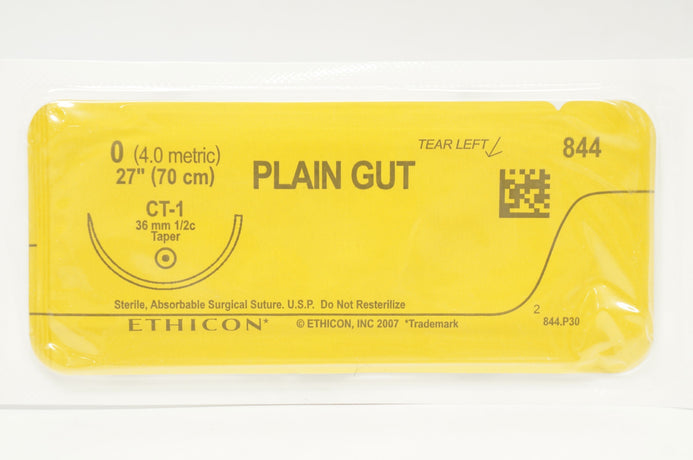 0 (4.0 metric)
27" (70 cm)
CT-1
36 mm 1/2c
Taper
PLAIN GUT
TEAR LEFT
844
Sterile, Absorbable Surgical Suture. U.S.P. Do Not Resterilize
ETHICON* © ETHICON, INC 2007 *Trademark
2
844.P30